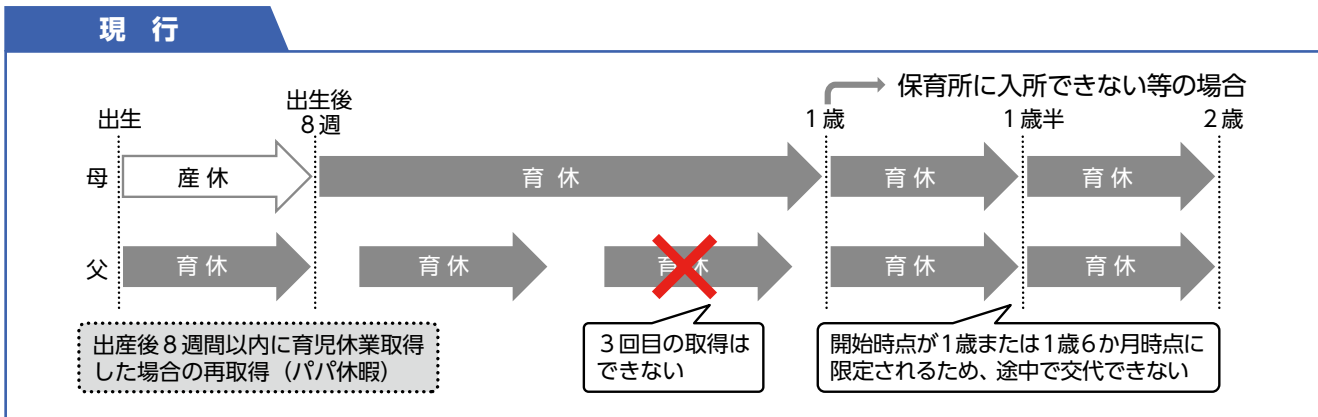 現 行
保育所に入所できない等の場合
出生
出生後
8週
1歳
1歳半
2歳
母
産休
育休
育休
育休
父
育休
育休
育休
育休
育休
出産後8週間以内に育児休業取得
した場合の再取得（パパ休暇）
3回目の取得は
できない
開始時点が1歳または1歳6か月時点に
限定されるため、途中で交代できない